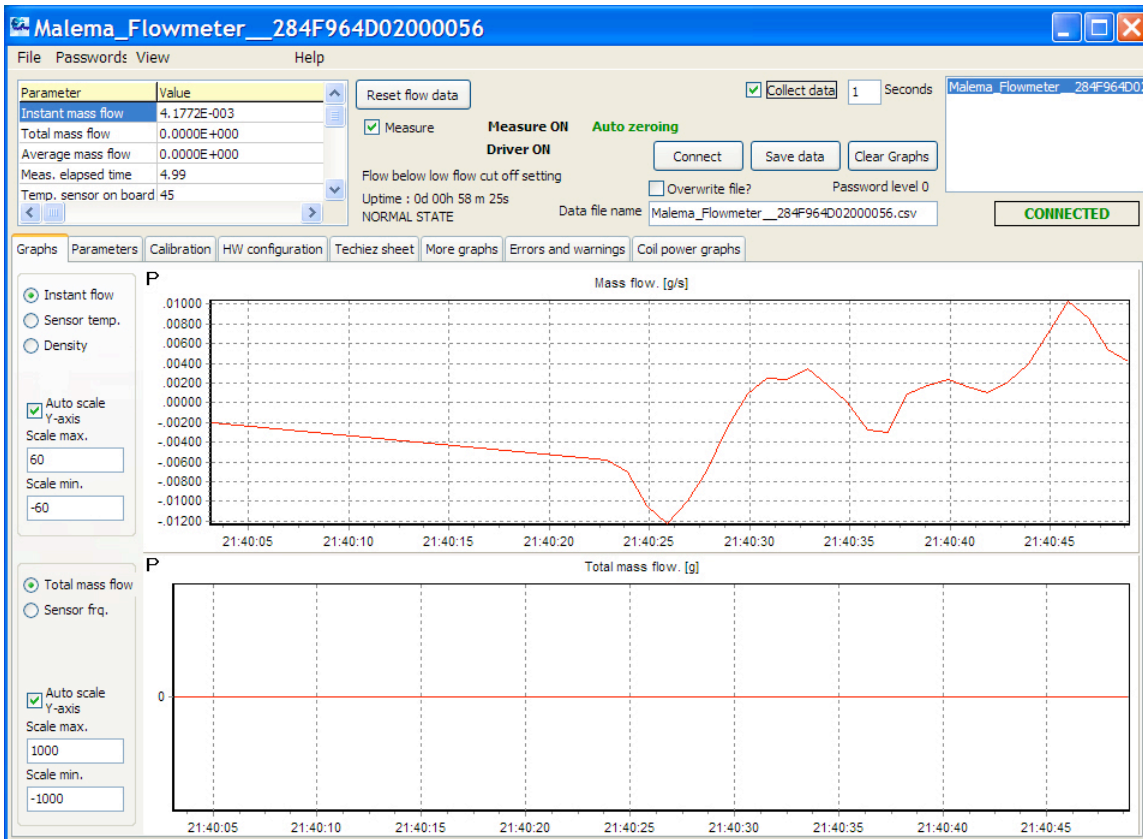 Malema_Flowmeter__284F964D02000056
File Passwords View Help
Parameter Value
Instant mass flow 4.1772E-003
Total mass flow 0.0000E+000
Average mass flow 0.0000E+000
Meas. elapsed time 4.99
Temp. sensor on board 45
Reset flow data
Measure
Measure ON Auto zeroing
Driver ON
Flow below low flow cut off setting
Uptime : 0d 00h 58 m 25s
NORMAL STATE
Collect data 1 Seconds
Connect Save data Clear Graphs
Overwrite file? Password level 0
Data file name Malema_Flowmeter__284F964D02000056.csv
Malema_Flowmeter__284F964D02
CONNECTED
Graphs Parameters Calibration HW configuration Techiez sheet More graphs Errors and warnings Coil power graphs
Instant flow
Sensor temp.
Density
Auto scale
Y-axis
Scale max.
60
Scale min.
-60
P
Mass flow. [g/s]
.01000
.00800
.00600
.00400
.00200
.00000
-.00200
-.00400
-.00600
-.00800
-.01000
-.01200
21:40:05 21:40:10 21:40:15 21:40:20 21:40:25 21:40:30 21:40:35 21:40:40 21:40:45
Total mass flow
Sensor frq.
Auto scale
Y-axis
Scale max.
1000
Scale min.
-1000
P
Total mass flow. [g]
0
21:40:05 21:40:10 21:40:15 21:40:20 21:40:25 21:40:30 21:40:35 21:40:40 21:40:45